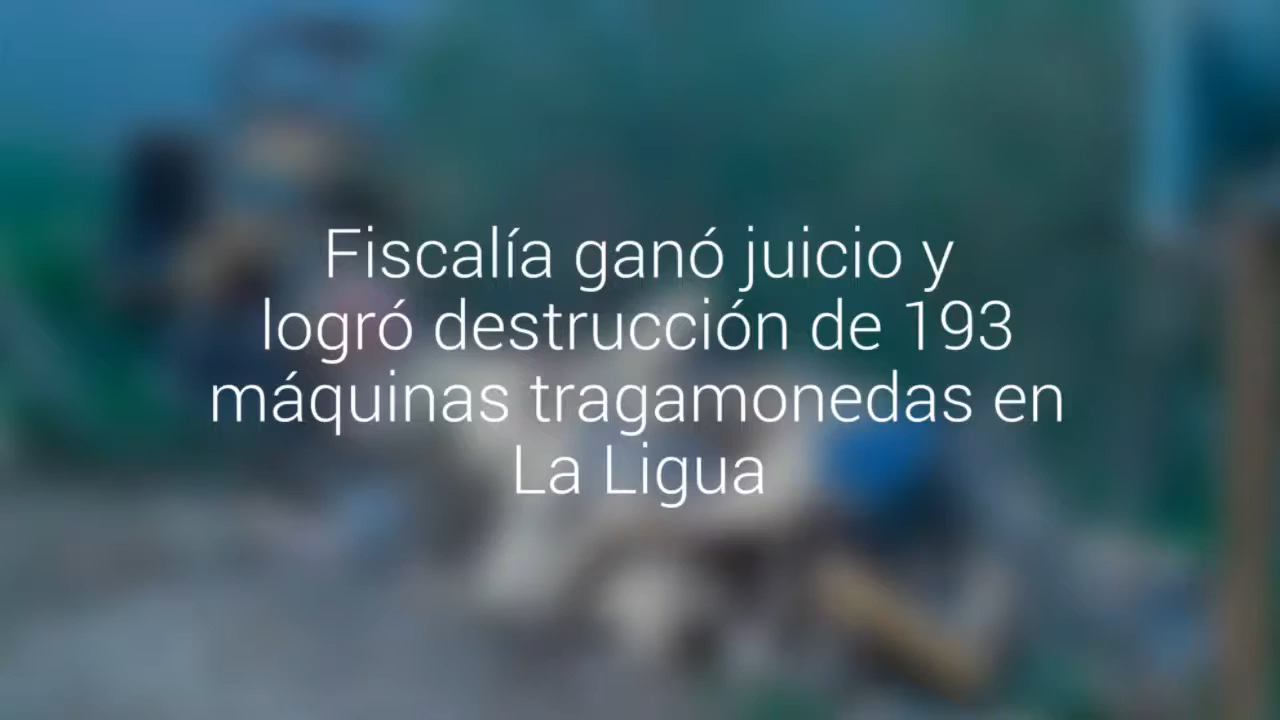 Fiscalía ganó juicio y
logró destrucción de 193
máquinas tragamonedas en
La Ligua